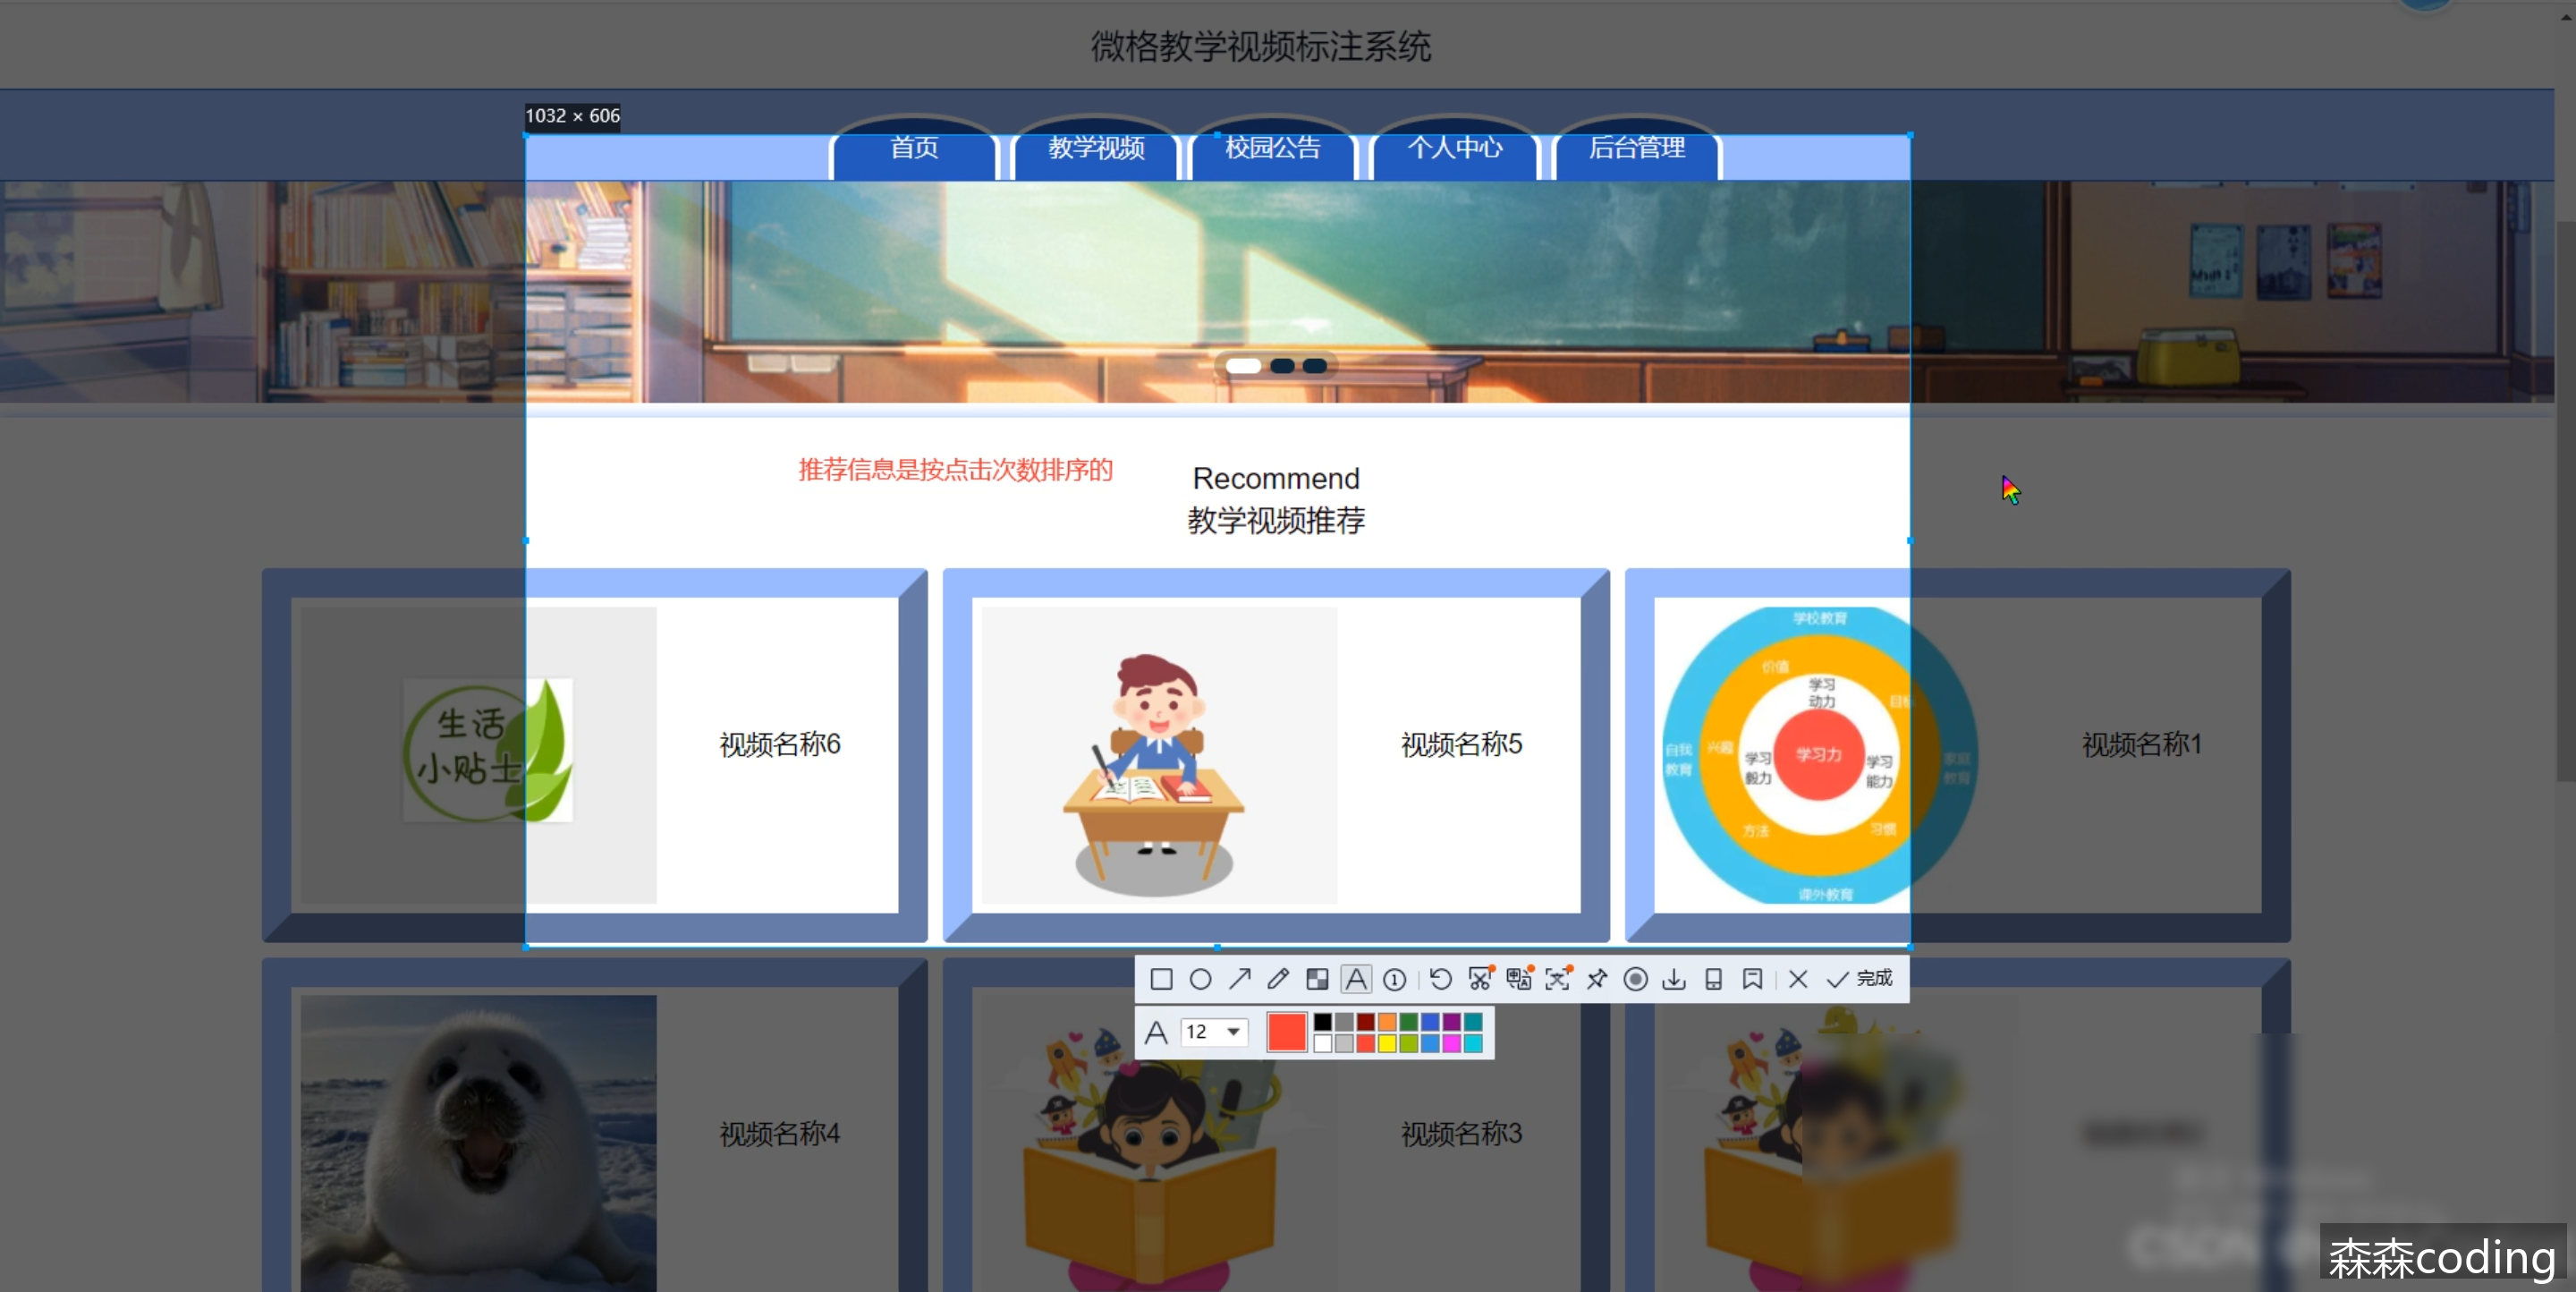 微格教学视频标注系统
1032 × 606
首页
教学视频
校园公告
个人中心
后台管理
推荐信息是按点击次数排序的
Recommend
教学视频推荐
生活
小贴士
视频名称6
视频名称5
学校教育
价值
学习
动力
目标
自我
教育
兴趣
学习
毅力
学习力
学习
能力
家庭
教育
方法
习惯
课外教育
视频名称1
完成
12
视频名称4
视频名称3
森森coding